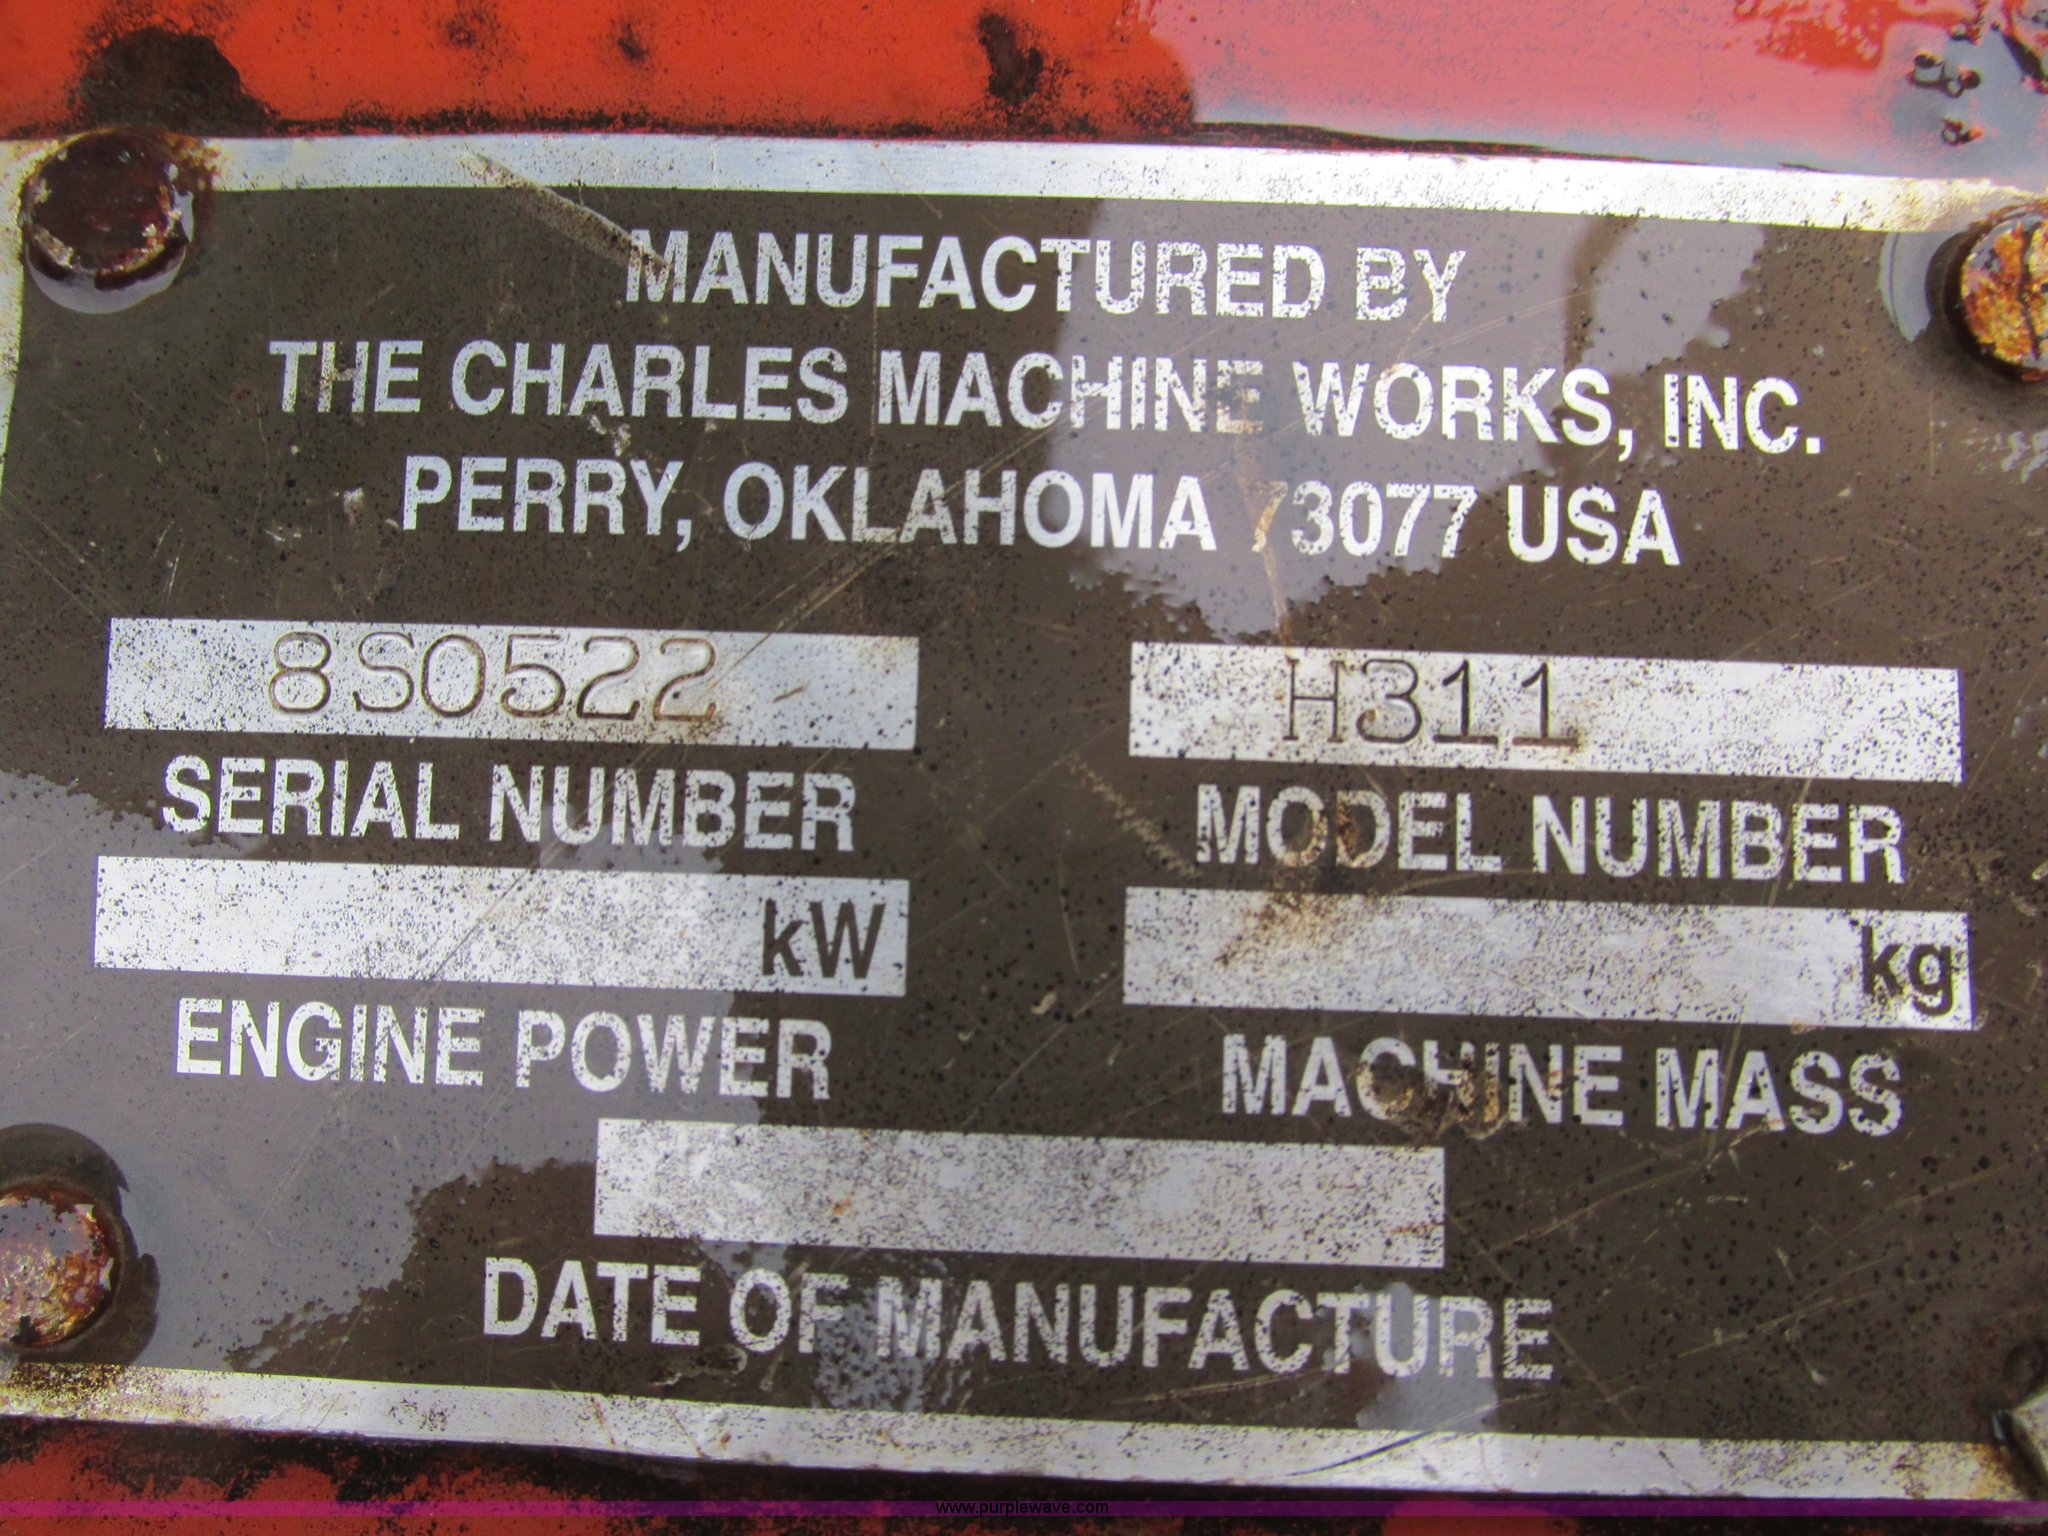 MANUFACTURED BY
THE CHARLES MACHINE WORKS, INC.
PERRY, OKLAHOMA 73077 USA
8S0522 H311
SERIAL NUMBER MODEL NUMBER
kW kg
ENGINE POWER MACHINE MASS
DATE OF MANUFACTURE
www.purplewave.com